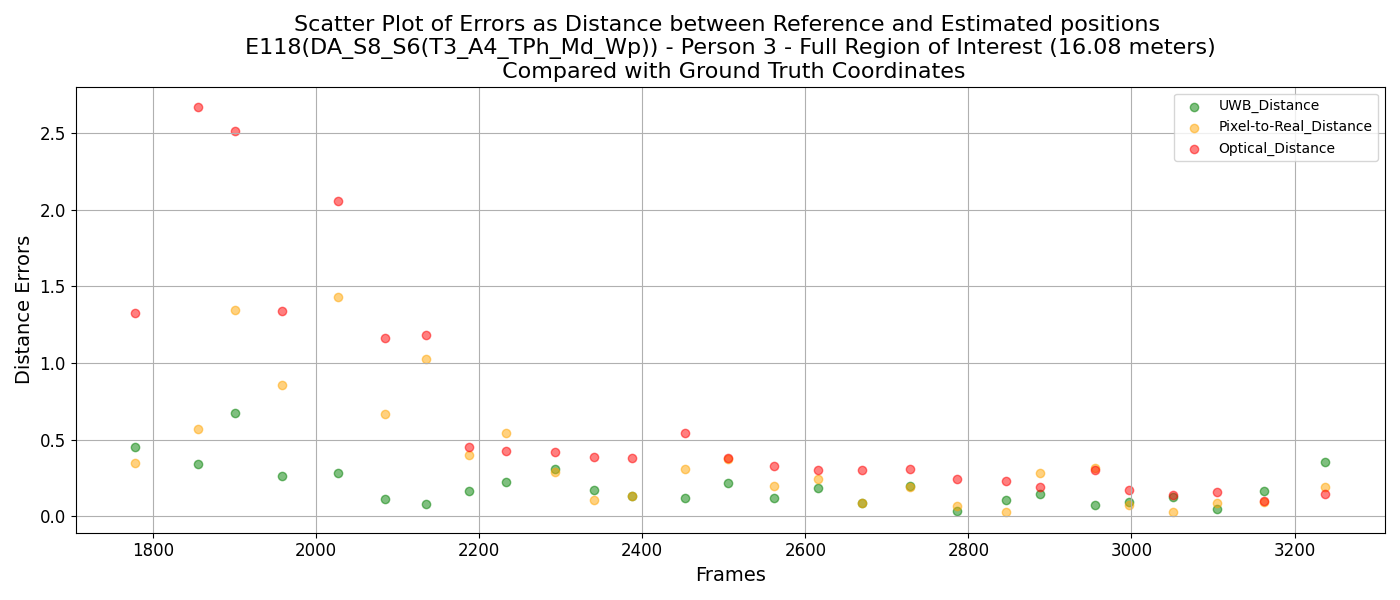 Scatter Plot of Errors as Distance between Reference and Estimated positions
E118(DA_S8_S6(T3_A4_TPh_Md_Wp)) - Person 3 - Full Region of Interest (16.08 meters)
Compared with Ground Truth Coordinates
UWB_Distance
Pixel-to-Real_Distance
Optical_Distance
Distance Errors
2.5
2.0
1.5
1.0
0.5
0.0
1800 2000 2200 2400 2600 2800 3000 3200
Frames